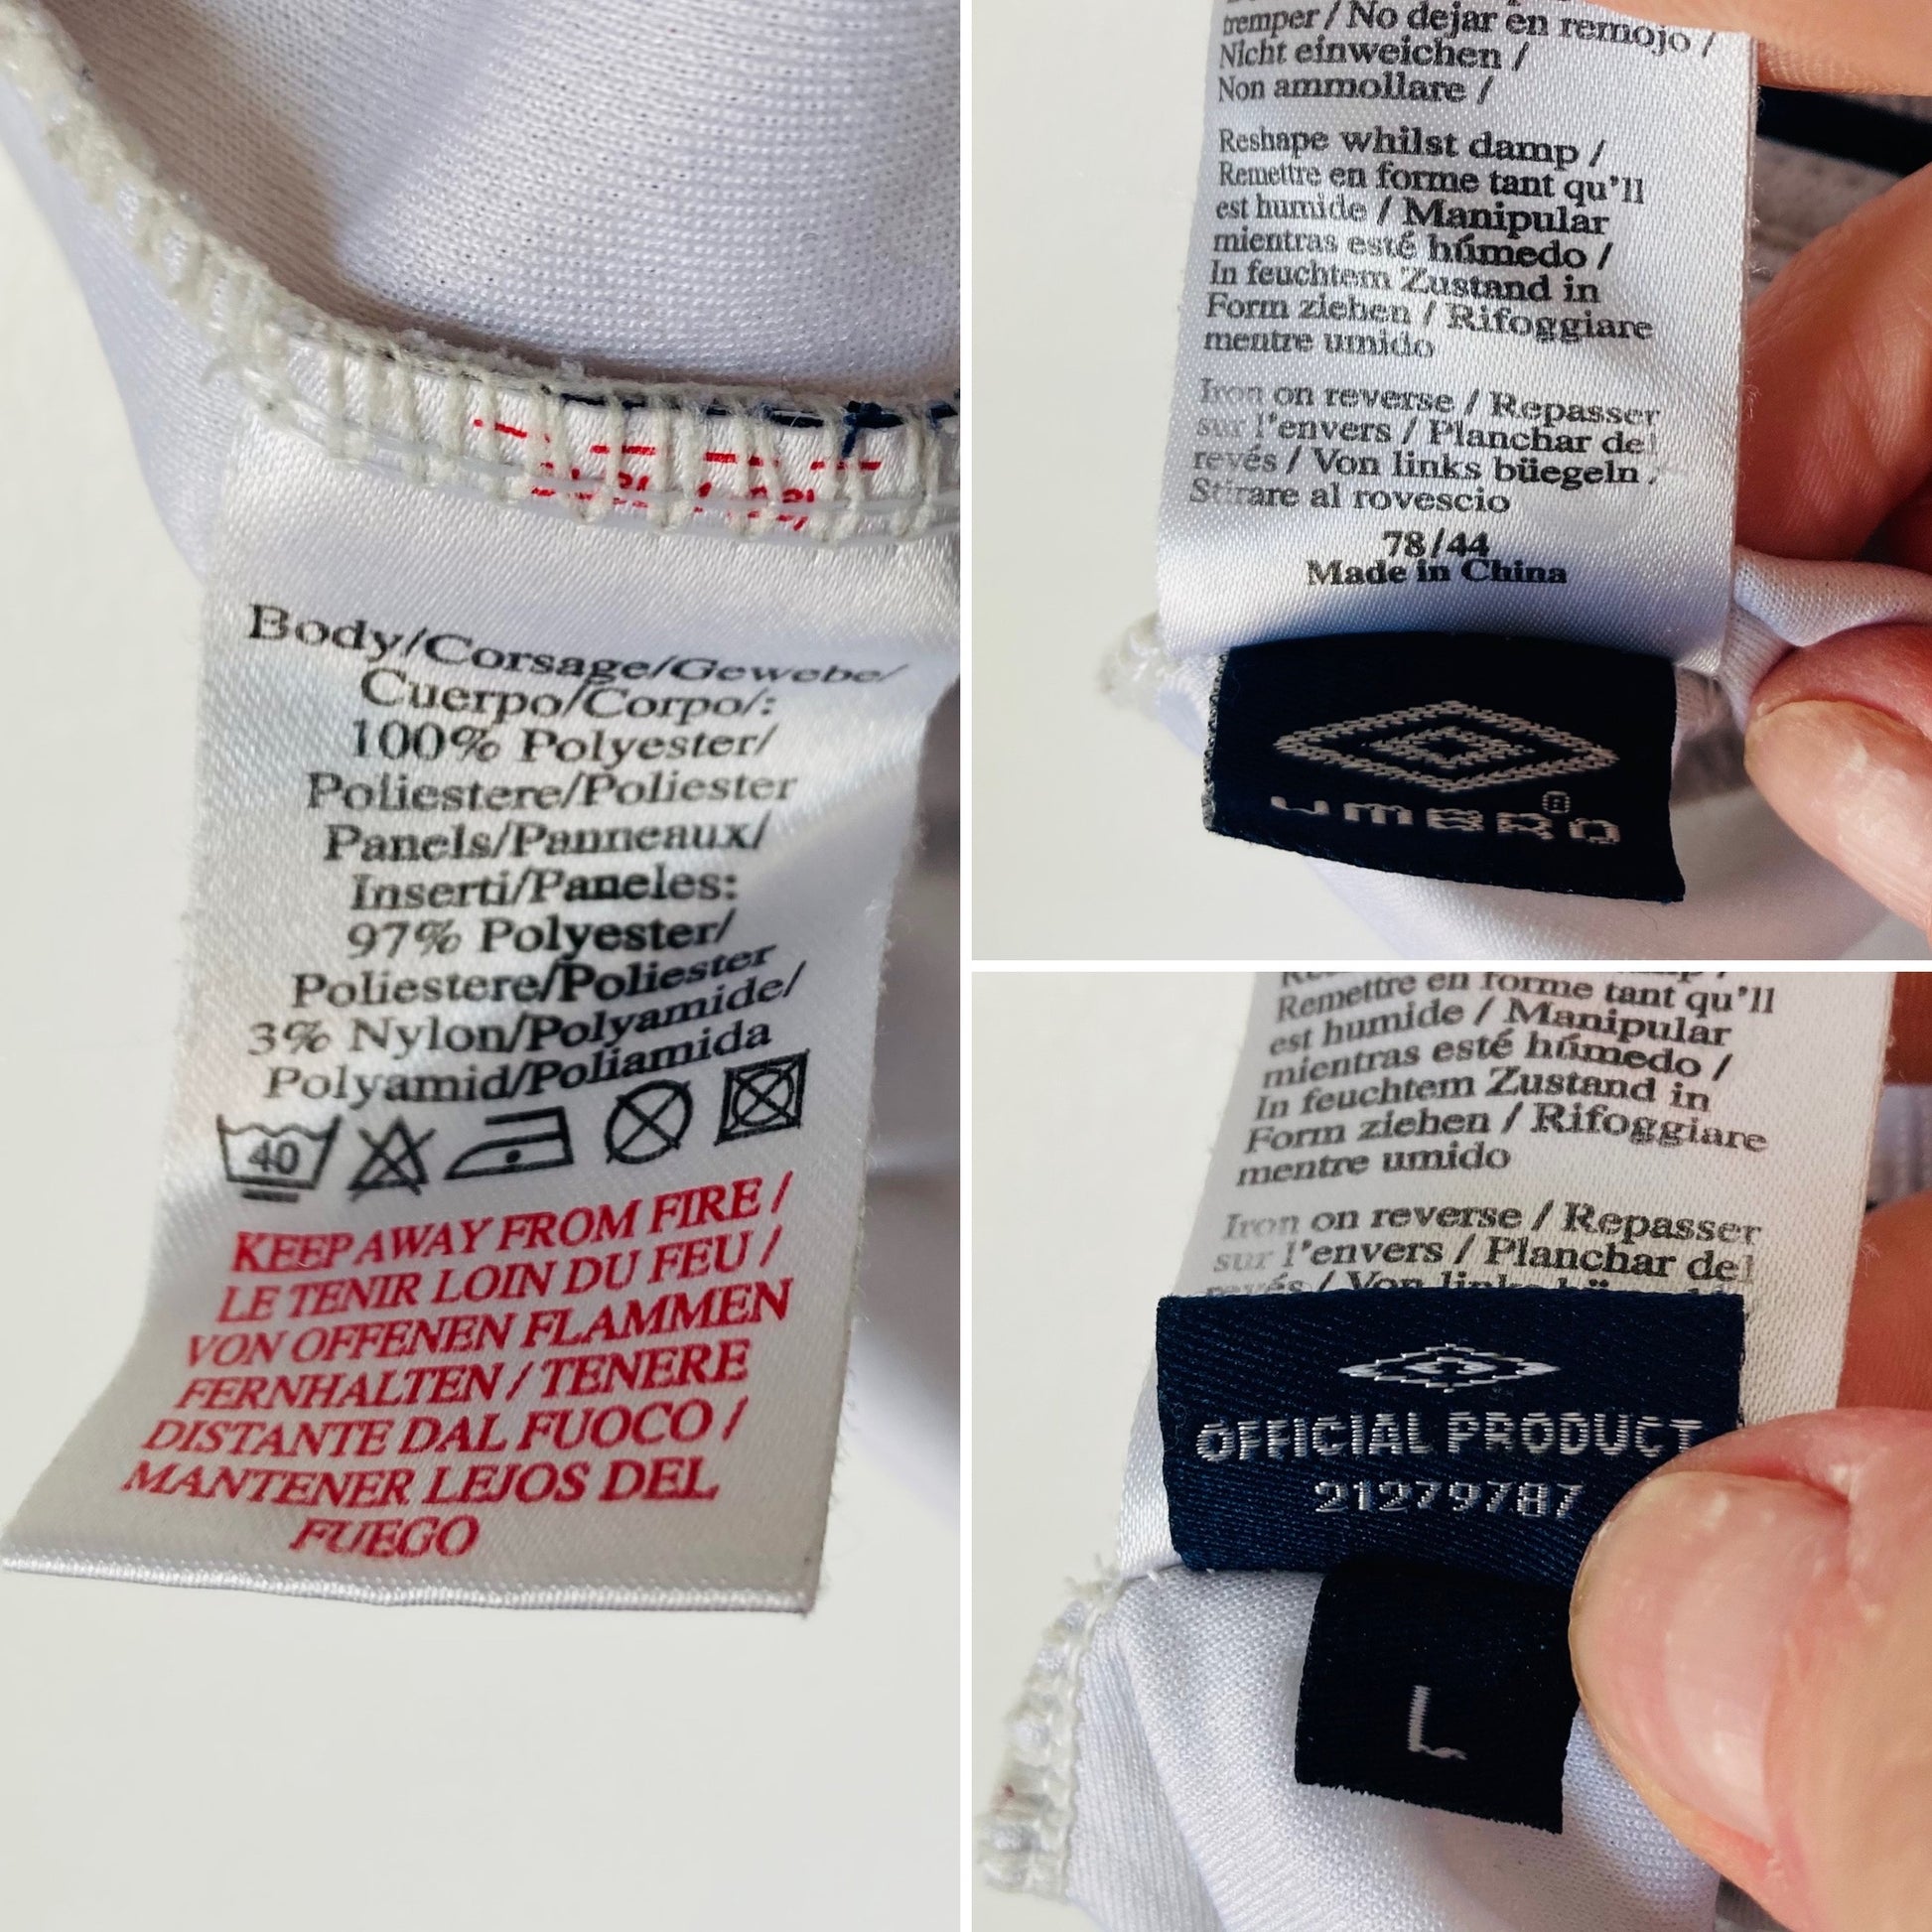 Body/Corsage/Gewebe/
Cuerpo/Corpo/:
100% Polyester/
Poliestere/Poliester
Panels/Panneaux/
Inserti/Paneles:
97% Polyester/
Poliestere/Poliester
3% Nylon/Polyamide/
Polyamid/Poliamida
40
KEEP AWAY FROM FIRE /
LE TENIR LOIN DU FEU /
VON OFFENEN FLAMMEN
FERNHALTEN / TENERE
DISTANTE DAL FUOCO /
MANTENER LEJOS DEL
FUEGO
tremper / No dejar en remojo /
Nicht einweichen /
Non ammollare /
Reshape whilst damp /
Remettre en forme tant qu'll
est humide / Manipular
mientras esté húmedo /
In feuchtem Zustand in
Form ziehen / Rifoggiare
mentre umido
Iron on reverse / Repasser
sur l'envers / Planchar del
revés / Von links büegeln /
Stirare al rovescio
78/44
Made in China
UMBRO®
Remettre en forme tant qu'll
est humide / Manipular
mientras esté húmedo /
In feuchtem Zustand in
Form ziehen / Rifoggiare
mentre umido
Iron on reverse / Repasser
sur l'envers / Planchar del
revés / Von links
OFFICIAL PRODUCT
21279787
L